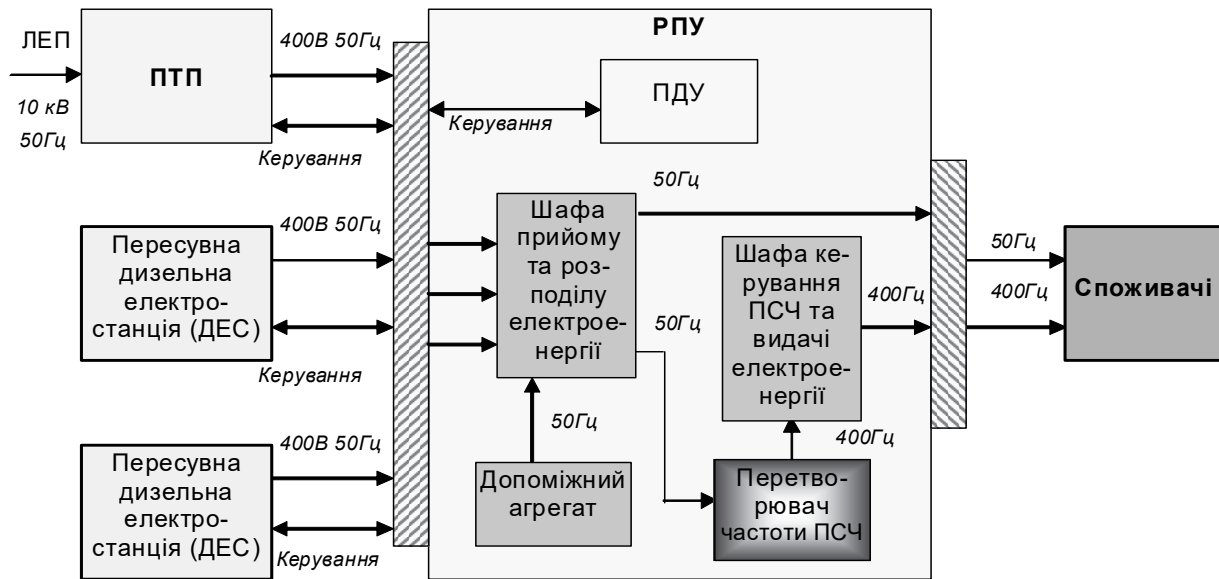 ЛЕП
10 кВ
50Гц
ПТП
400В 50Гц
Керування
РПУ
ПДУ
Керування
Пересувна
дизельна
електро-
станція (ДЕС)
400В 50Гц
Керування
Шафа
прийому
та роз-
поділу
електрое-
нергії
50Гц
50Гц
Шафа ке-
рування
ПСЧ та
видачі
електрое-
нергії
400Гц
50Гц
400Гц
Споживачі
Пересувна
дизельна
електро-
станція (ДЕС)
400В 50Гц
Керування
50Гц
Допоміжний
агрегат
400Гц
Перетво-
рювач
частоти ПСЧ